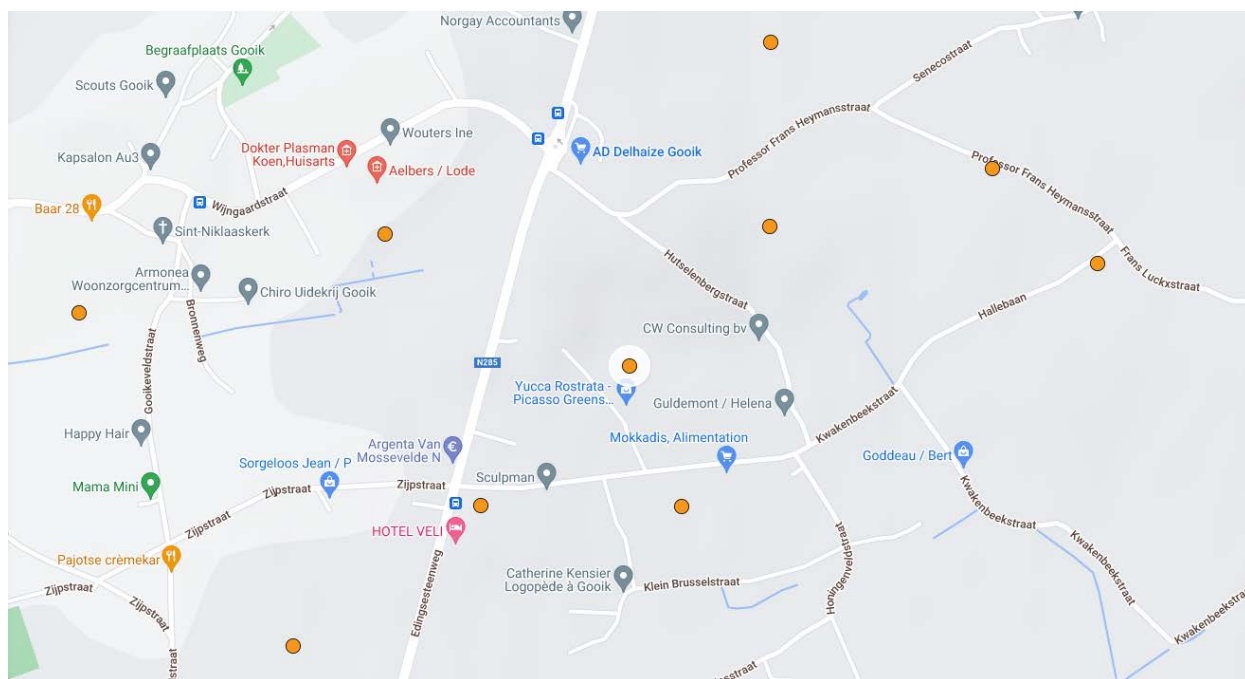 Norgay Accountants
Begraafplaats Gooik
Senecostraat
Scouts Gooik
Professor Frans Heymansstraat
Wouters Ine
Dokter Plasman
Koen,Huisarts
AD Delhaize Gooik
Kapsalon Au3
Aelbers / Lode
Professor Frans Heymansstraat
Wijngaardstraat
Baar 28
Sint-Niklaaskerk
Hutselenbergstraat
Frans Luckxstraat
Armonea
Woonzorgcentrum...
Chiro Uidekrij Gooik
Bronnenweg
Hallebaan
CW Consulting bv
Gooikeveldstraat
N285
Yucca Rostrata -
Picasso Greens...
Guldemont / Helena
Kwakenbeekstraat
Happy Hair
Argenta Van
Mossevelde N
Mokkadis, Alimentation
Goddeau / Bert
Sorgeloos Jean / P
Sculpman
Mama Mini
Zijpstraat
Zijpstraat
Zijpstraat
Kwakenbeekstraat
HOTEL VELI
Pajotse crèmekar
Kwakenbeekstraat
Catherine Kensier
Logopède à Gooik
Klein Brusselstraat
Honingenveldstraat
Zijpstraat
Zijpstraat
Edingsesteenweg
Kwakenbeekstraat
straat
straat